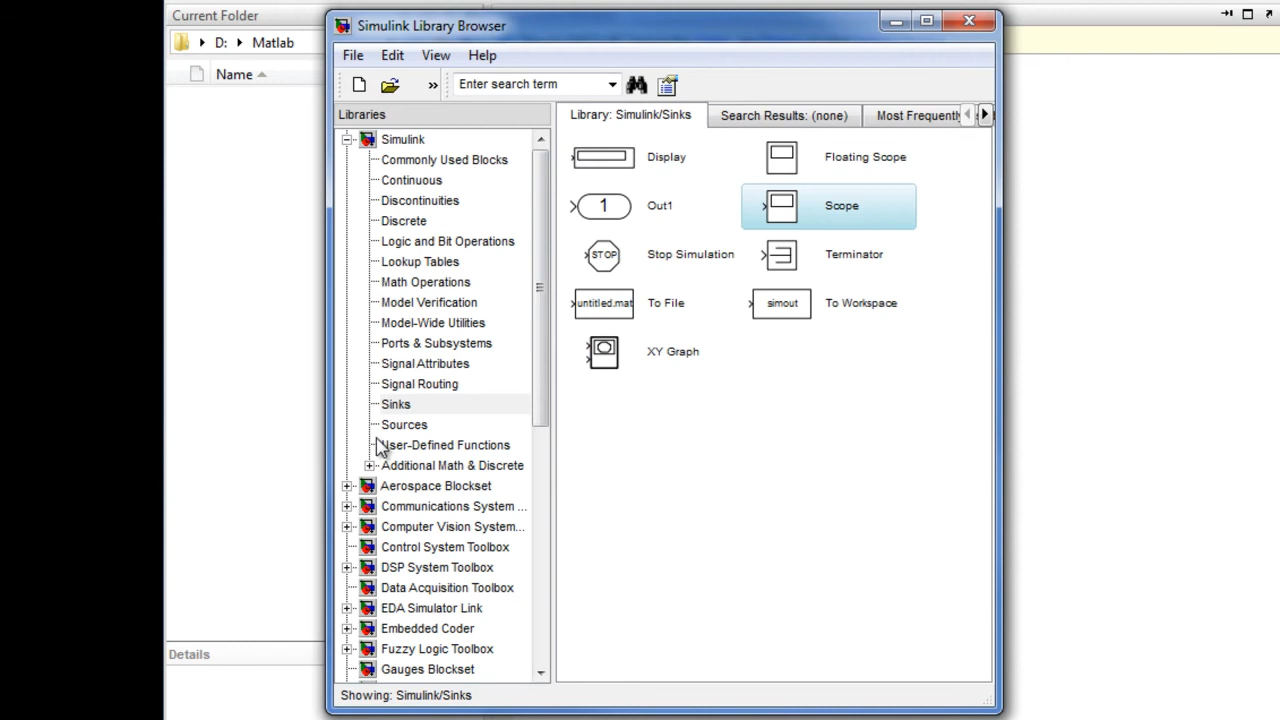 Current Folder
D: Matlab
Name
Details
Simulink Library Browser
File Edit View Help
» Enter search term
Libraries
Simulink
Commonly Used Blocks
Continuous
Discontinuities
Discrete
Logic and Bit Operations
Lookup Tables
Math Operations
Model Verification
Model-Wide Utilities
Ports & Subsystems
Signal Attributes
Signal Routing
Sinks
Sources
User-Defined Functions
Additional Math & Discrete
Aerospace Blockset
Communications System ...
Computer Vision System...
Control System Toolbox
DSP System Toolbox
Data Acquisition Toolbox
EDA Simulator Link
Embedded Coder
Fuzzy Logic Toolbox
Gauges Blockset
Library: Simulink/Sinks Search Results: (none) Most Frequently
Display Floating Scope
1 Out1 Scope
STOP Stop Simulation Terminator
untitled.mat To File simout To Workspace
XY Graph
Showing: Simulink/Sinks